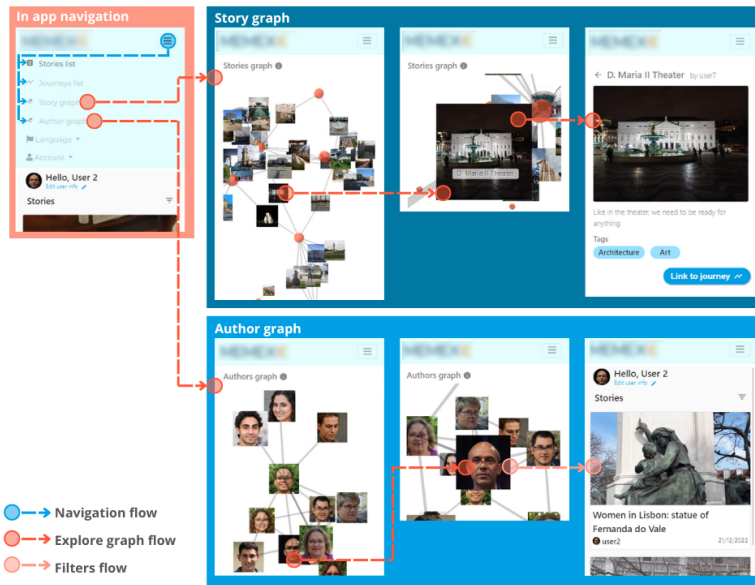 In app navigation
Stories list
Journeys list
Story graph
Author graph
Language
Account
Hello, User 2
Edit user info
Stories
Story graph
Stories graph
Stories graph
D. Maria II Theater
D. Maria II Theater by user7
Like in the theater, we need to be ready for
anything
Tags
Architecture Art
Link to journey
Author graph
Authors graph
Authors graph
Hello, User 2
Edit user info
Stories
Women in Lisbon: statue of
Fernanda do Vale
user2 21/12/2022
Navigation flow
Explore graph flow
Filters flow